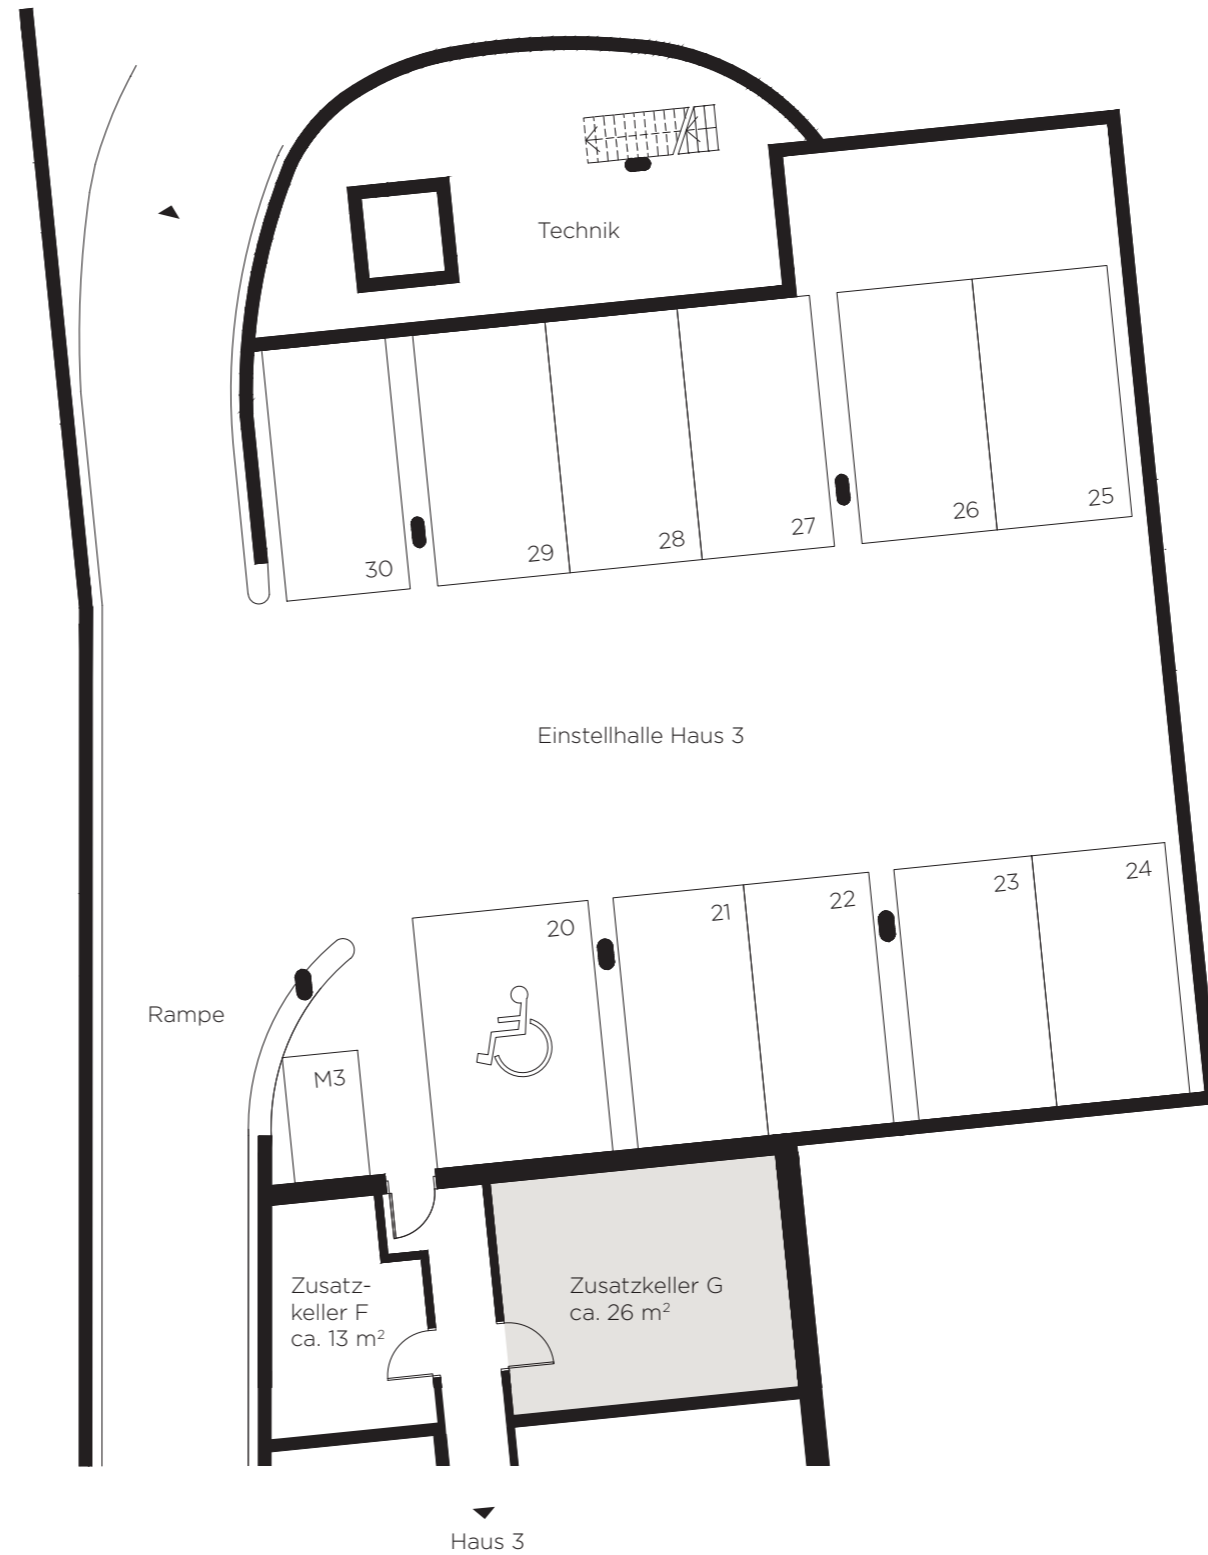 Technik
30
29
28
27
26
25
Einstellhalle Haus 3
20
21
22
23
24
Rampe
M3
Zusatz-
keller F
ca. 13 m²
Zusatzkeller G
ca. 26 m²
Haus 3